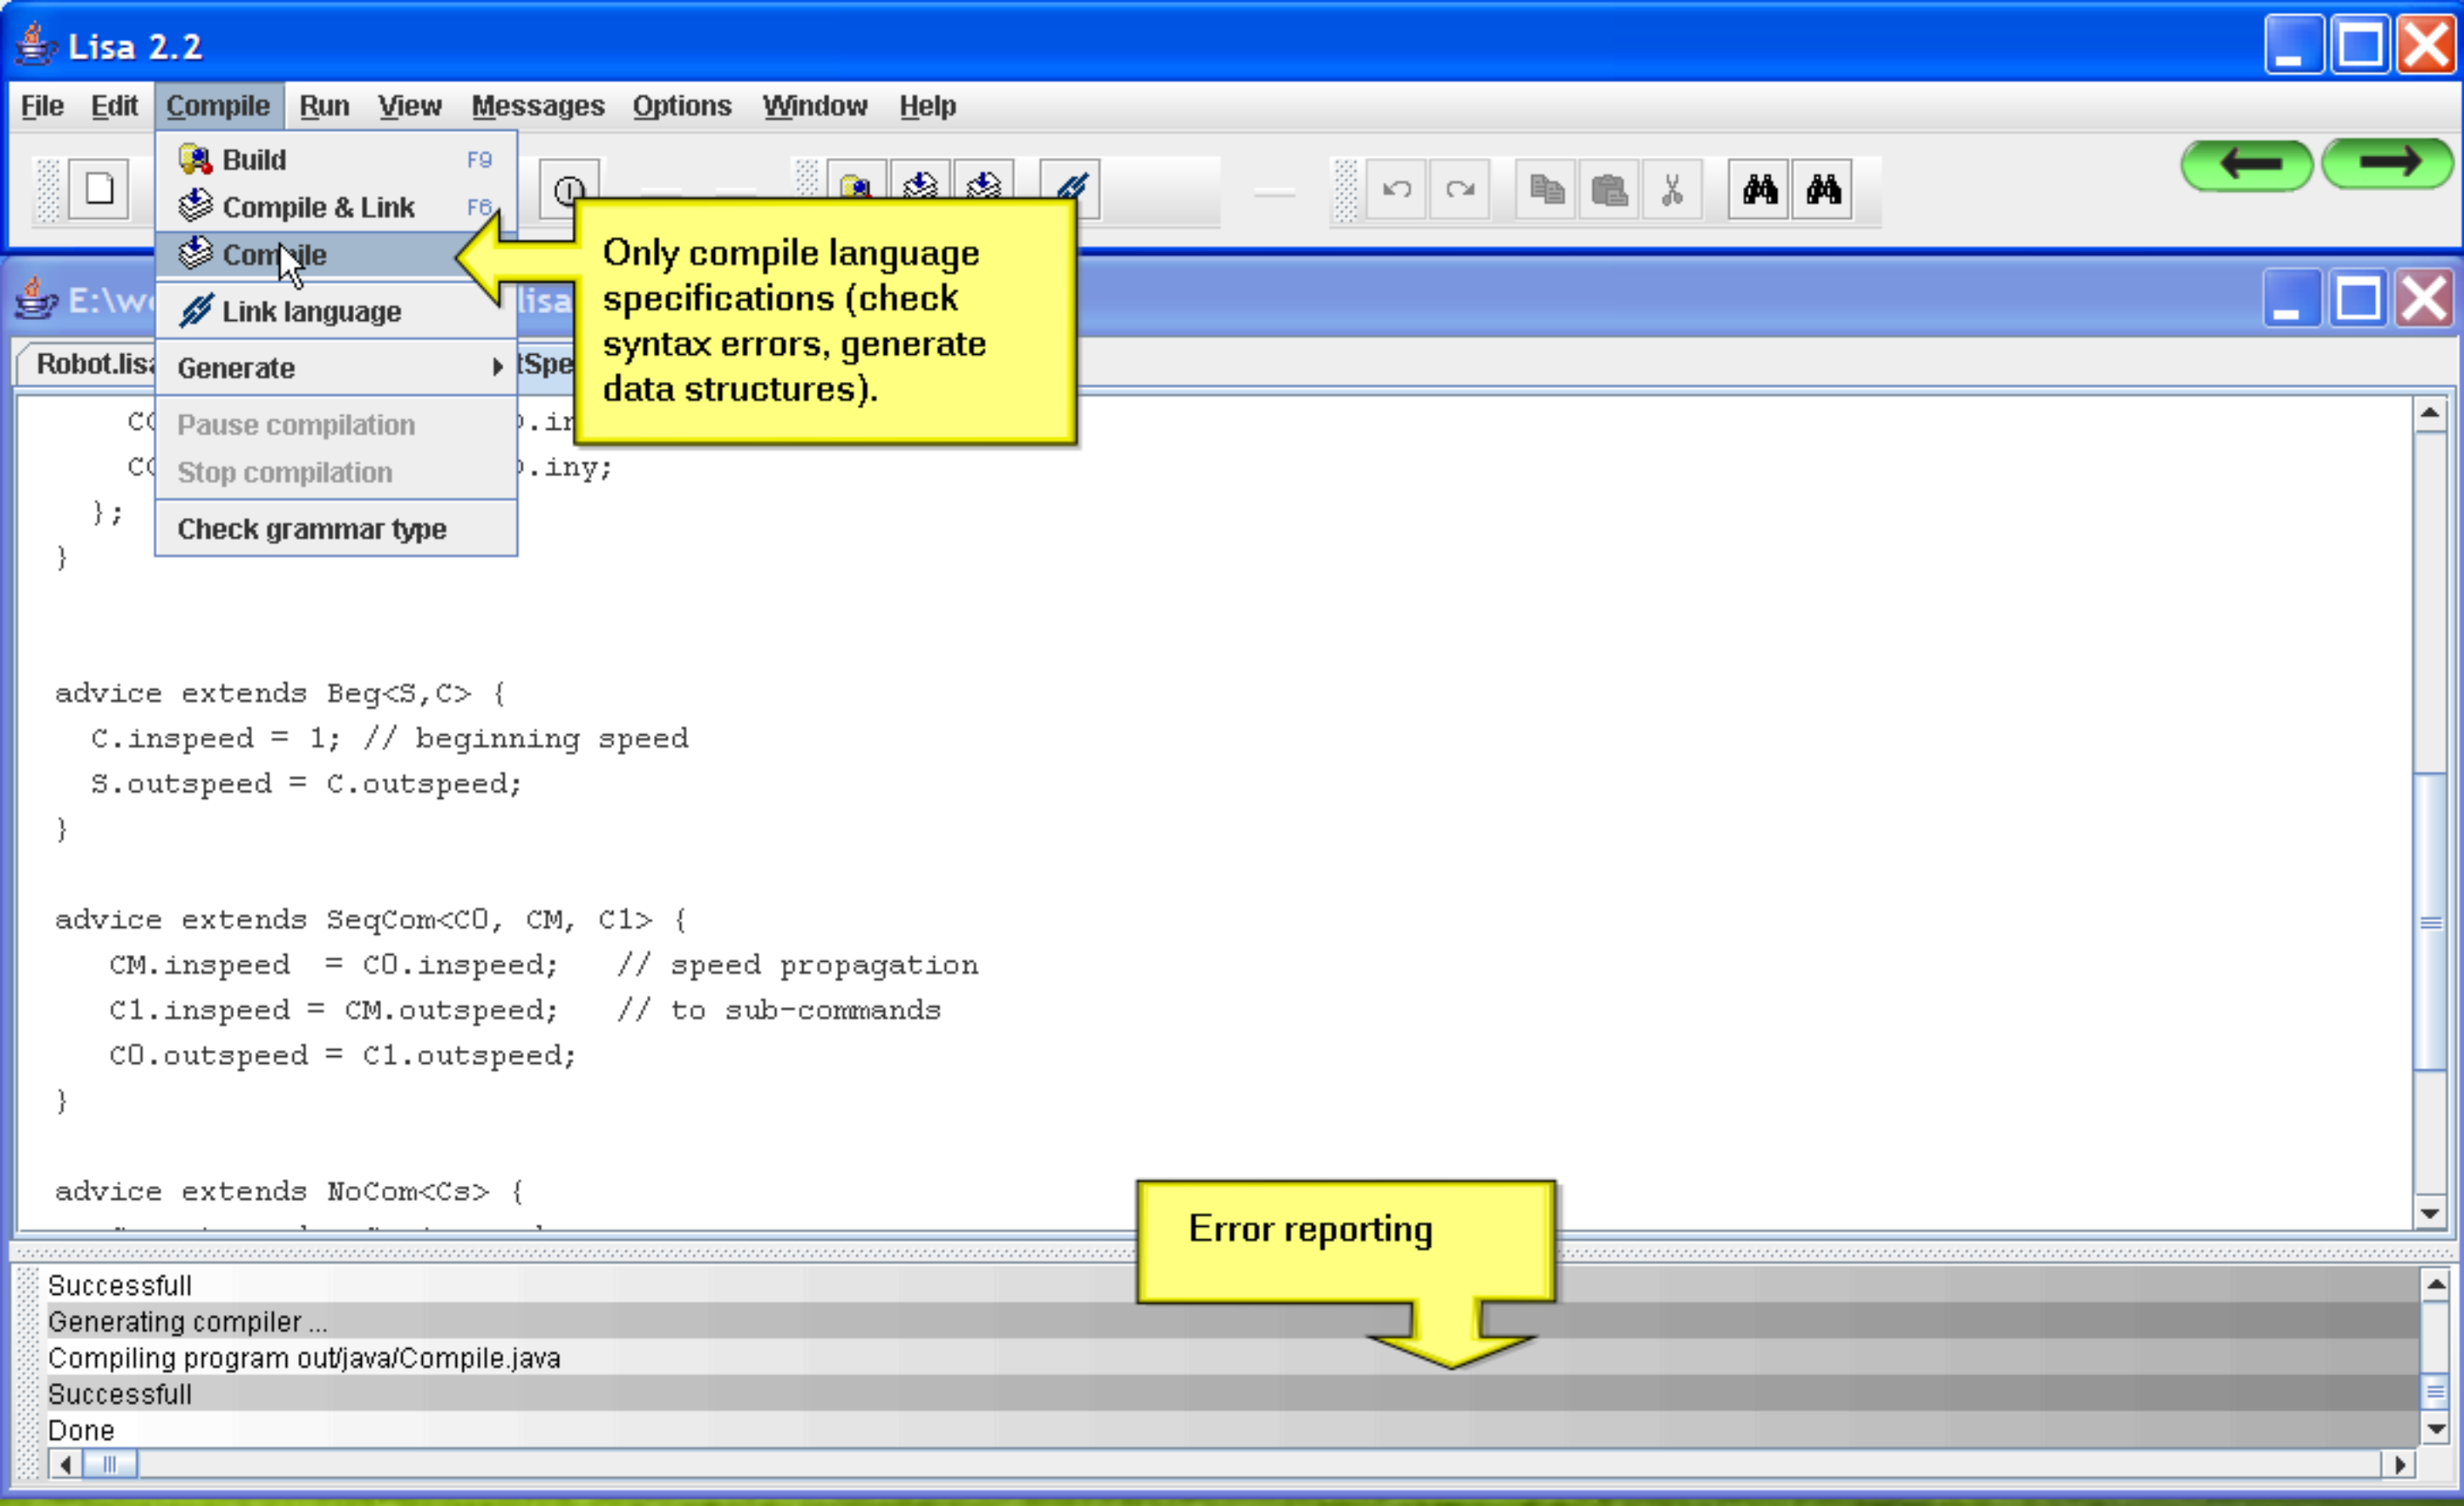 Lisa 2.2
File Edit Compile Run View Messages Options Window Help
Build F9
Compile & Link F6
Compile
Link language
Generate
Pause compilation
Stop compilation
Check grammar type
Only compile language
specifications (check
syntax errors, generate
data structures).
Robot.lisa
.iny;
};
}
advice extends Beg<S,C> {
C.inspeed = 1; // beginning speed
S.outspeed = C.outspeed;
}
advice extends SeqCom<C0, CM, C1> {
CM.inspeed = C0.inspeed; // speed propagation
C1.inspeed = CM.outspeed; // to sub-commands
C0.outspeed = C1.outspeed;
}
advice extends NoCom<Cs> {
Error reporting
Successfull
Generating compiler ...
Compiling program out/java/Compile.java
Successfull
Done